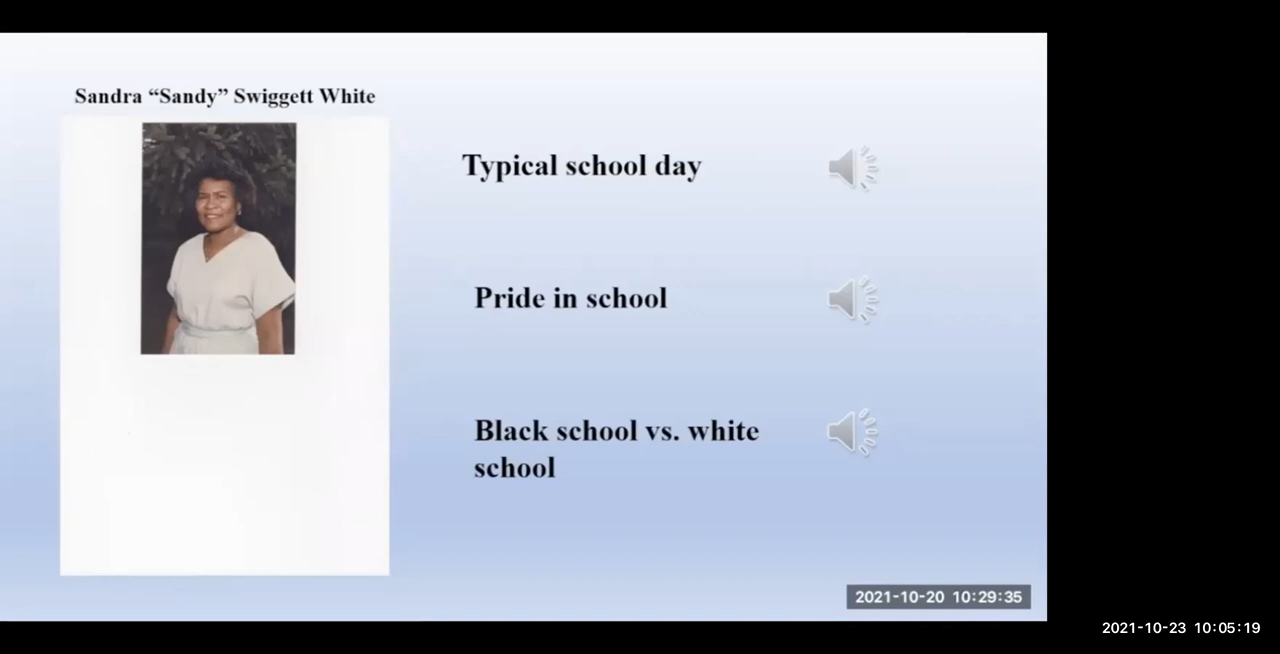 Sandra “Sandy” Swiggett White
Typical school day
Pride in school
Black school vs. white
school
2021-10-20 10:29:35
2021-10-23 10:05:19